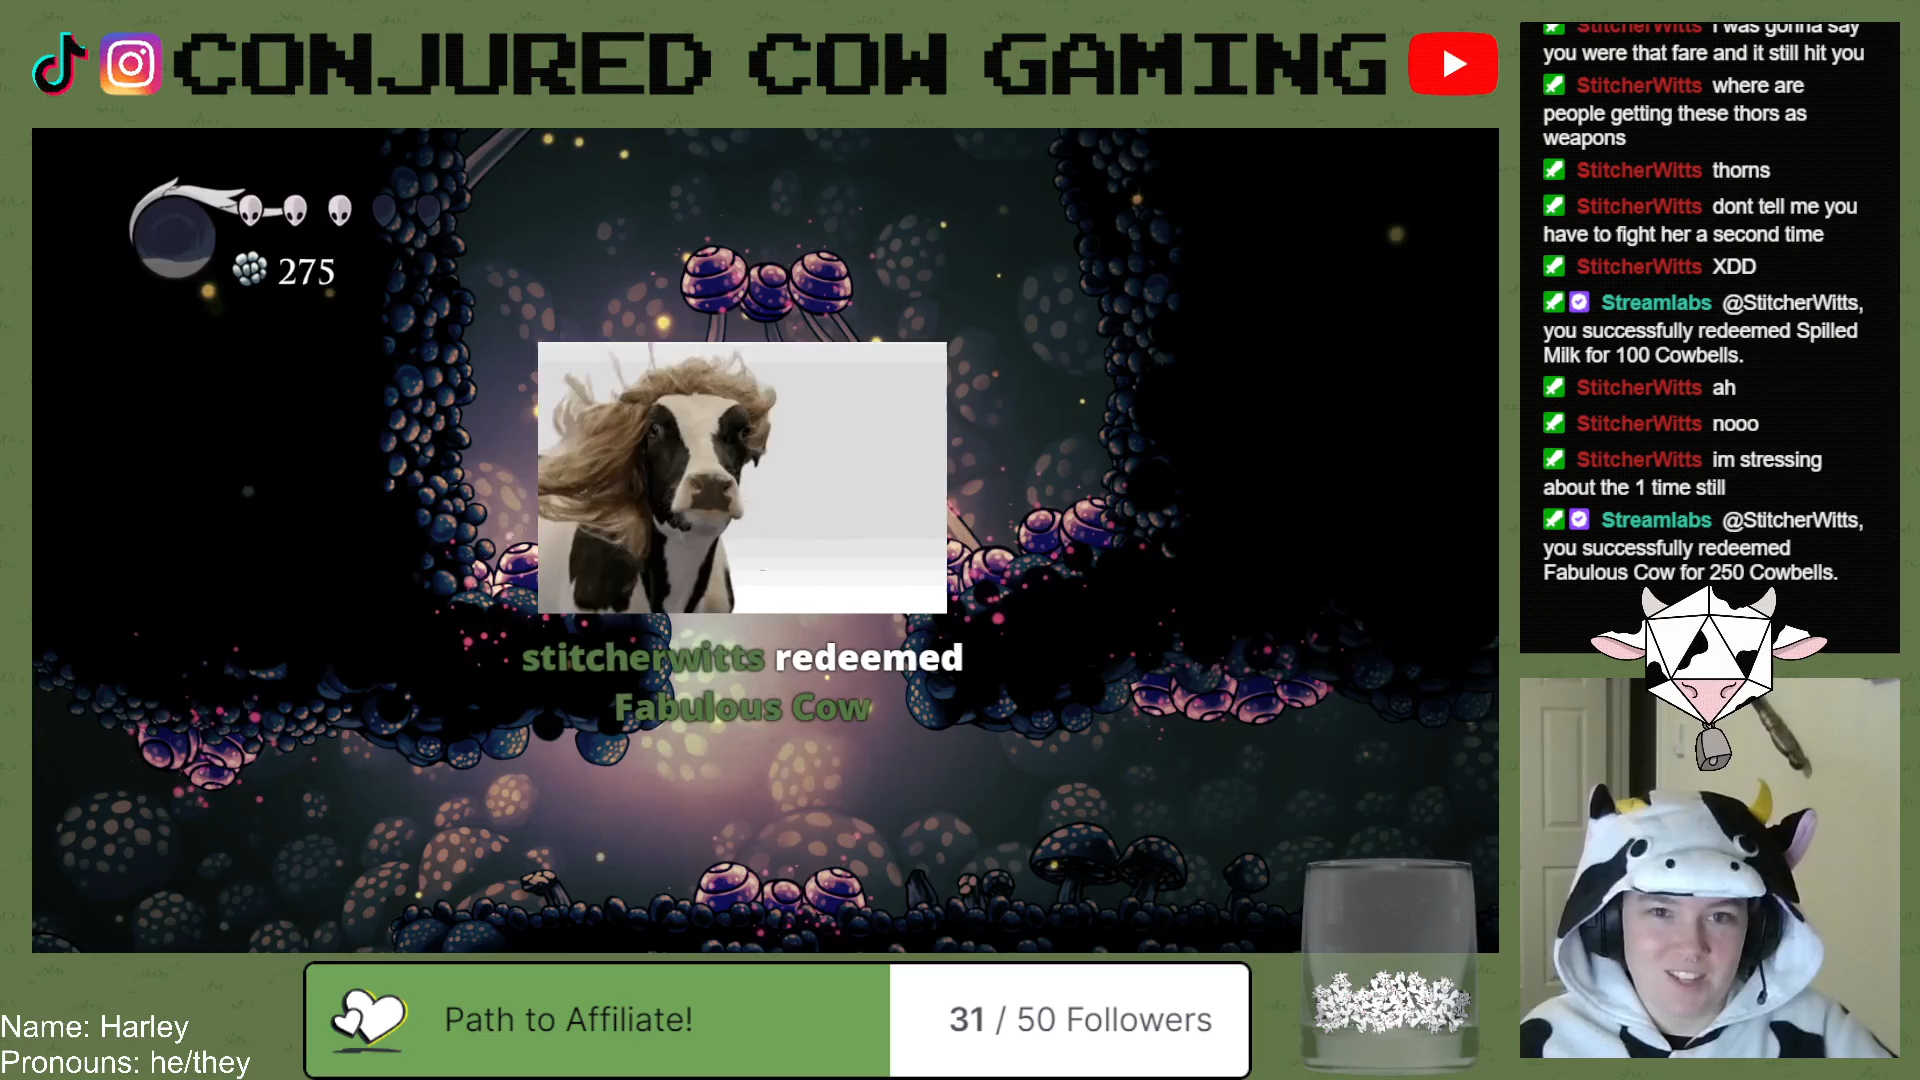 CONJURED COW GAMING
275
stitcherwitts redeemed
Fabulous Cow
StitcherWitts I was gonna say
you were that fare and it still hit you
StitcherWitts where are
people getting these thors as
weapons
StitcherWitts thorns
StitcherWitts dont tell me you
have to fight her a second time
StitcherWitts XDD
Streamlabs @StitcherWitts,
you successfully redeemed Spilled
Milk for 100 Cowbells.
StitcherWitts ah
StitcherWitts nooo
StitcherWitts im stressing
about the 1 time still
Streamlabs @StitcherWitts,
you successfully redeemed
Fabulous Cow for 250 Cowbells.
Name: Harley
Pronouns: he/they
Path to Affiliate!
31 / 50 Followers